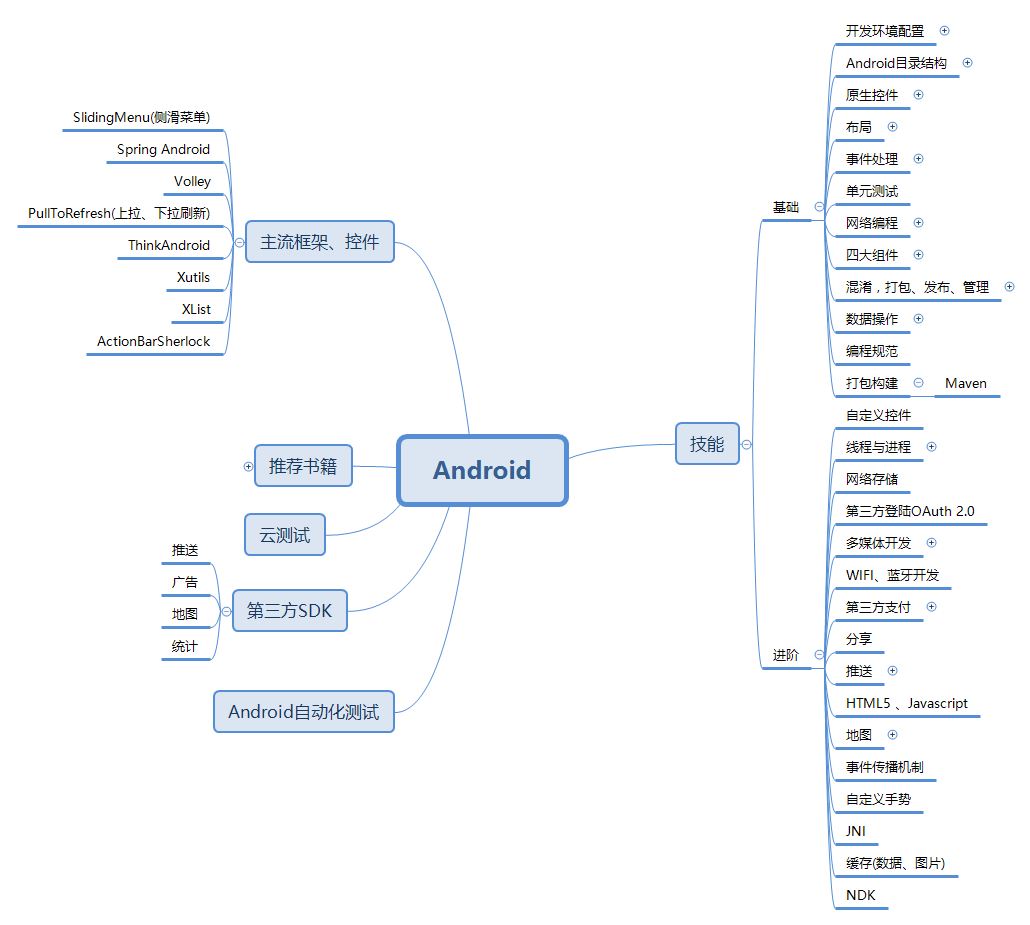 Android
技能
基础
开发环境配置
Android目录结构
原生控件
布局
事件处理
单元测试
网络编程
四大组件
混淆，打包、发布、管理
数据操作
编程规范
打包构建
Maven
进阶
自定义控件
线程与进程
网络存储
第三方登陆OAuth 2.0
多媒体开发
WIFI、蓝牙开发
第三方支付
分享
推送
HTML5 、Javascript
地图
事件传播机制
自定义手势
JNI
缓存(数据、图片)
NDK
主流框架、控件
SlidingMenu(侧滑菜单)
Spring Android
Volley
PullToRefresh(上拉、下拉刷新)
ThinkAndroid
Xutils
XList
ActionBarSherlock
推荐书籍
云测试
第三方SDK
推送
广告
地图
统计
Android自动化测试